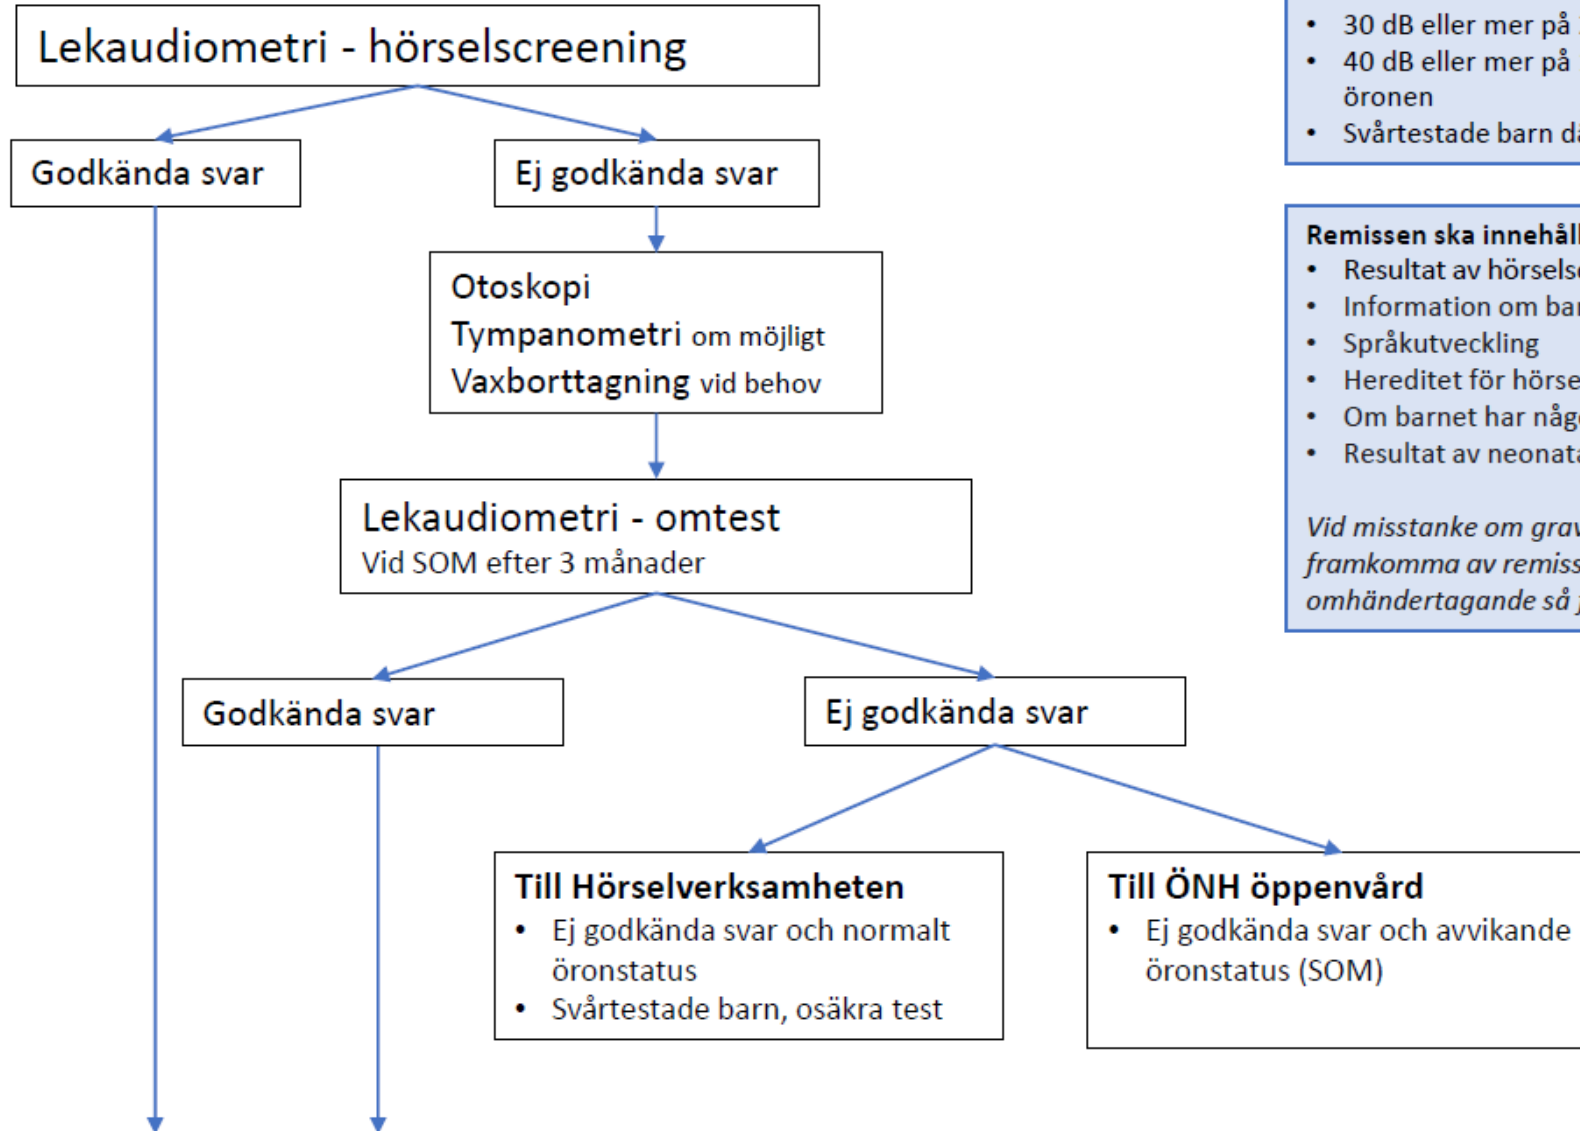 Lekaudiometri - hörselscreening
Godkända svar
Ej godkända svar
Otoskopi
Tympanometri om möjligt
Vaxborttagning vid behov
Lekaudiometri - omtest
Vid SOM efter 3 månader
Godkända svar
Ej godkända svar
Till Hörselverksamheten
• Ej godkända svar och normalt
öronstatus
• Svårtestade barn, osäkra test
Till ÖNH öppenvård
• Ej godkända svar och avvikande
öronstatus (SOM)
• 30 dB eller mer på
• 40 dB eller mer på
öronen
• Svårtestade barn
Remissen ska
• Resultat av
• Information om
• Språkutveckling
• Hereditet för
• Om barnet har
• Resultat av
Vid misstanke om
framkomma av
omhändertagande så